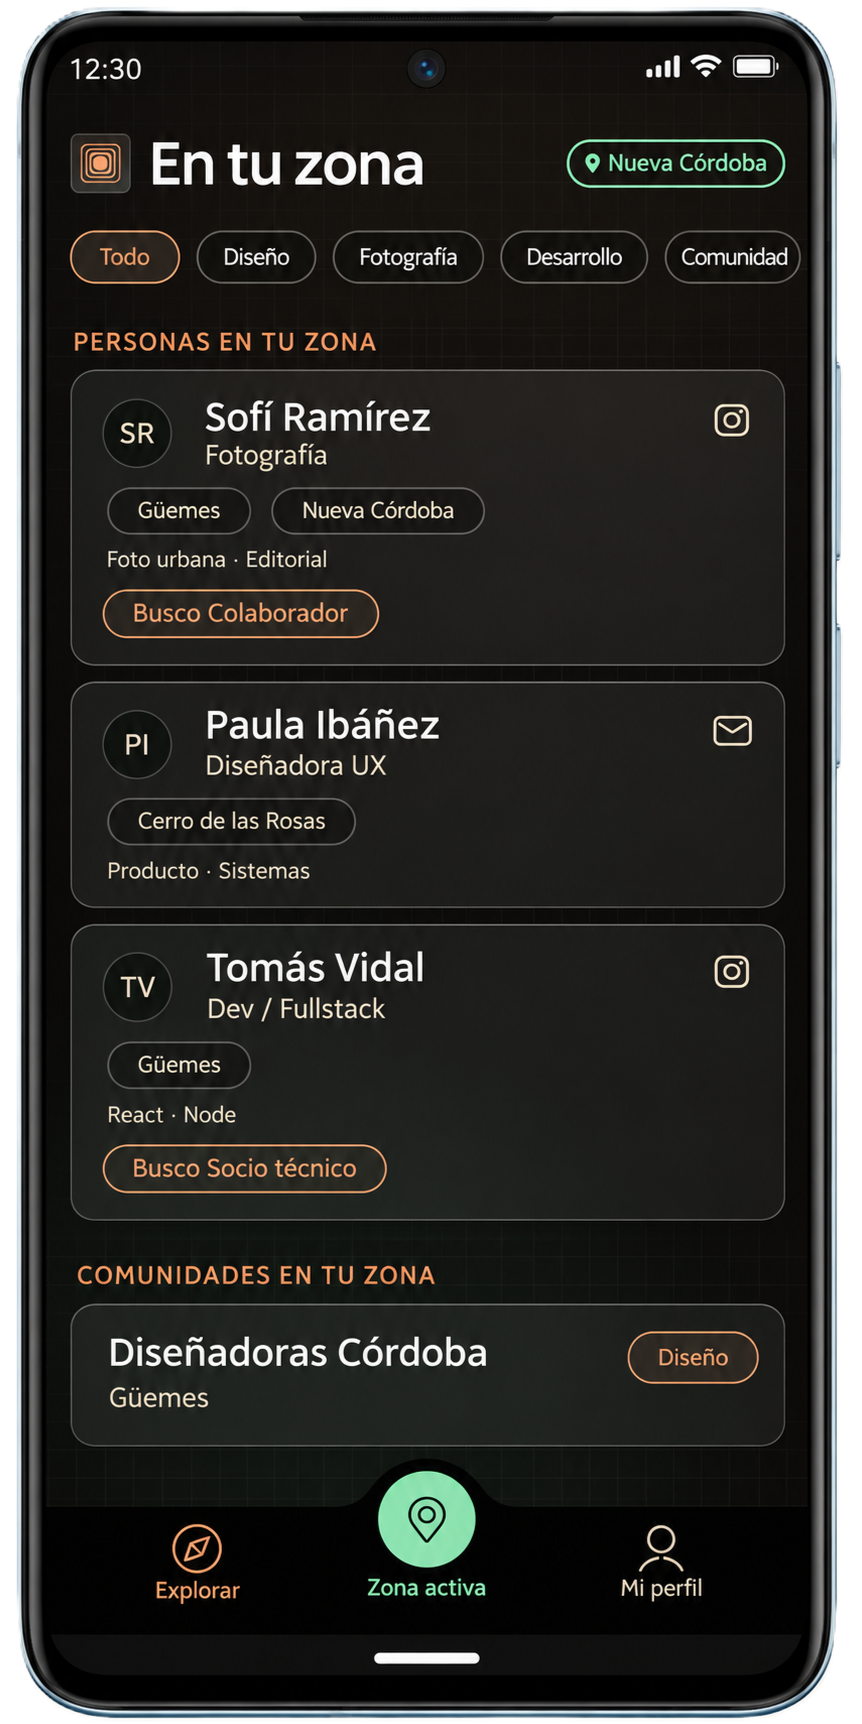 12:30
En tu zona
Nueva Córdoba
Todo Diseño Fotografía Desarrollo Comunidad
PERSONAS EN TU ZONA
SR
Sofí Ramírez
Fotografía
Güemes Nueva Córdoba
Foto urbana · Editorial
Busco Colaborador
PI
Paula Ibáñez
Diseñadora UX
Cerro de las Rosas
Producto · Sistemas
TV
Tomás Vidal
Dev / Fullstack
Güemes
React · Node
Busco Socio técnico
COMUNIDADES EN TU ZONA
Diseñadoras Córdoba
Diseño
Güemes
Explorar Zona activa Mi perfil